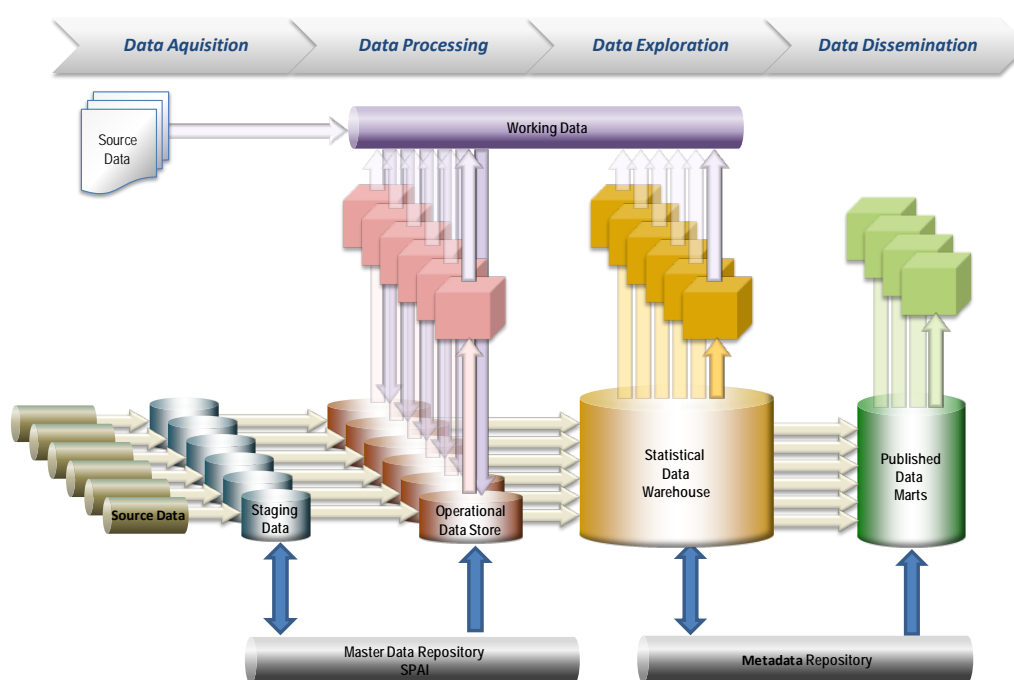 Data Aquisition
Data Processing
Data Exploration
Data Dissemination
Source
Data
Working Data
Source Data
Staging
Data
Operational
Data Store
Statistical
Data
Warehouse
Published
Data
Marts
Master Data Repository
SPAI
Metadata Repository